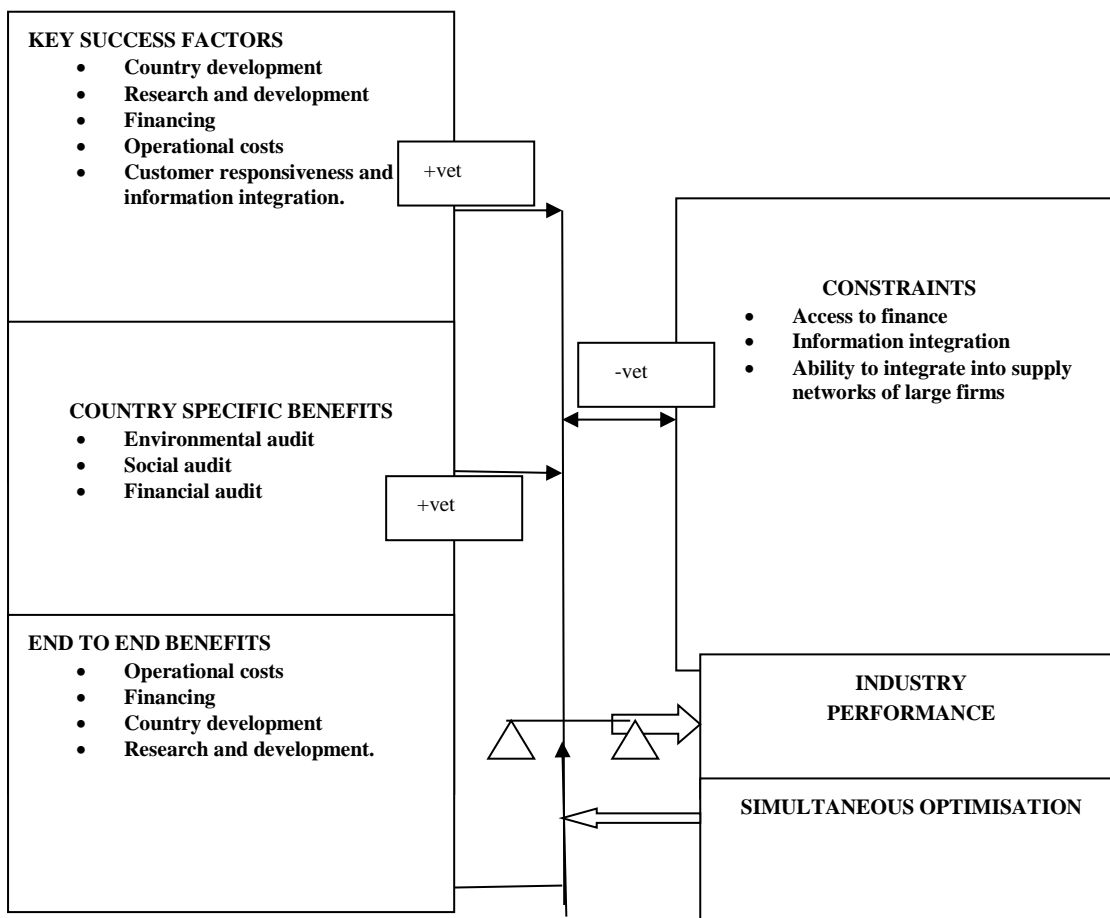 KEY SUCCESS FACTORS
• Country development
• Research and development
• Financing
• Operational costs
• Customer responsiveness and
information integration.
+vet
COUNTRY SPECIFIC BENEFITS
• Environmental audit
• Social audit
• Financial audit
+vet
END TO END BENEFITS
• Operational costs
• Financing
• Country development
• Research and development.
-vet
CONSTRAINTS
• Access to finance
• Information integration
• Ability to integrate into supply
networks of large firms
INDUSTRY
PERFORMANCE
SIMULTANEOUS OPTIMISATION